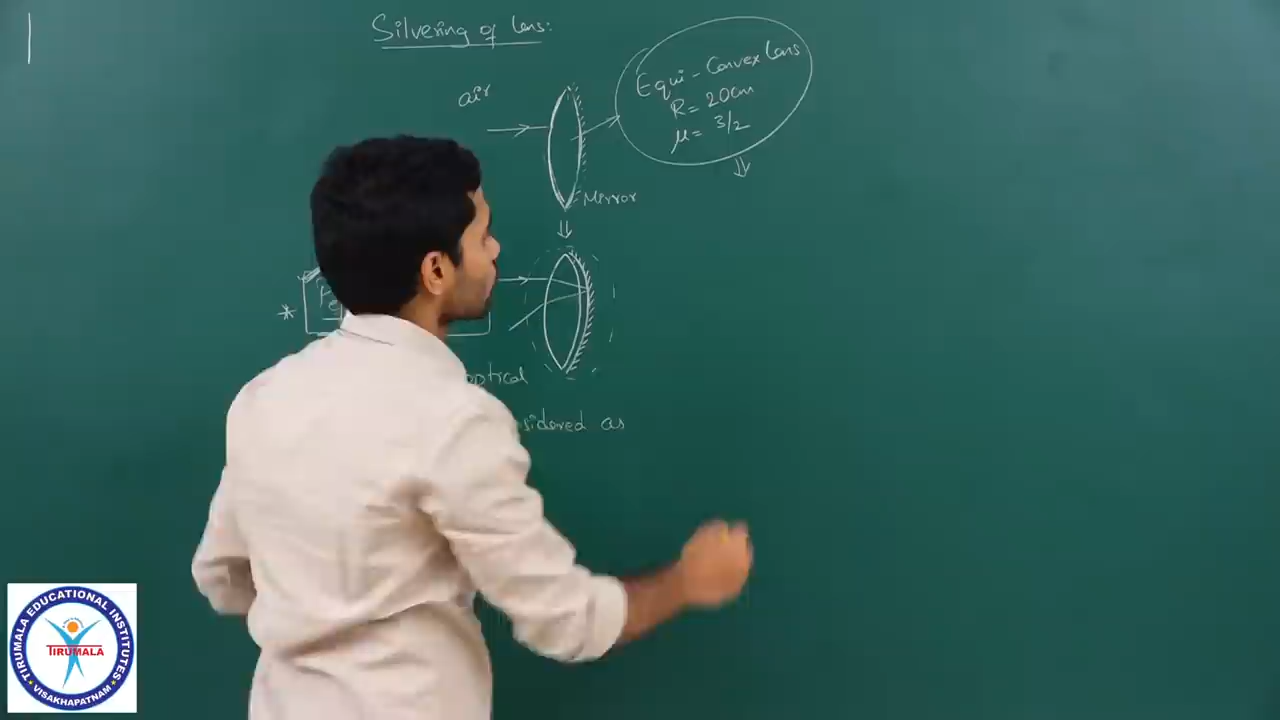 Silvering of Lens:
air
Equi-Convex Lens
R = 20cm
μ = 3/2
⇓
Mirror
⇓
*
optical
sidered as
TIRUMALA EDUCATIONAL INSTITUTES
TIRUMALA
VISAKHAPATNAM